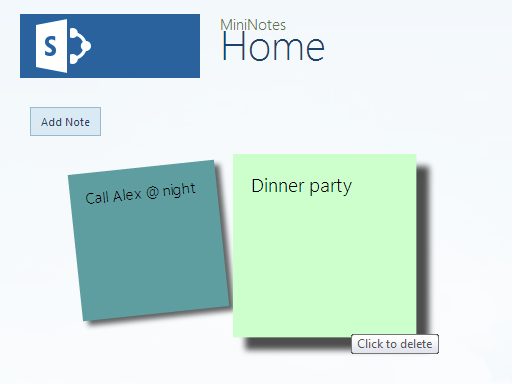 S
MiniNotes
Home
Add Note
Call Alex @ night
Dinner party
Click to delete